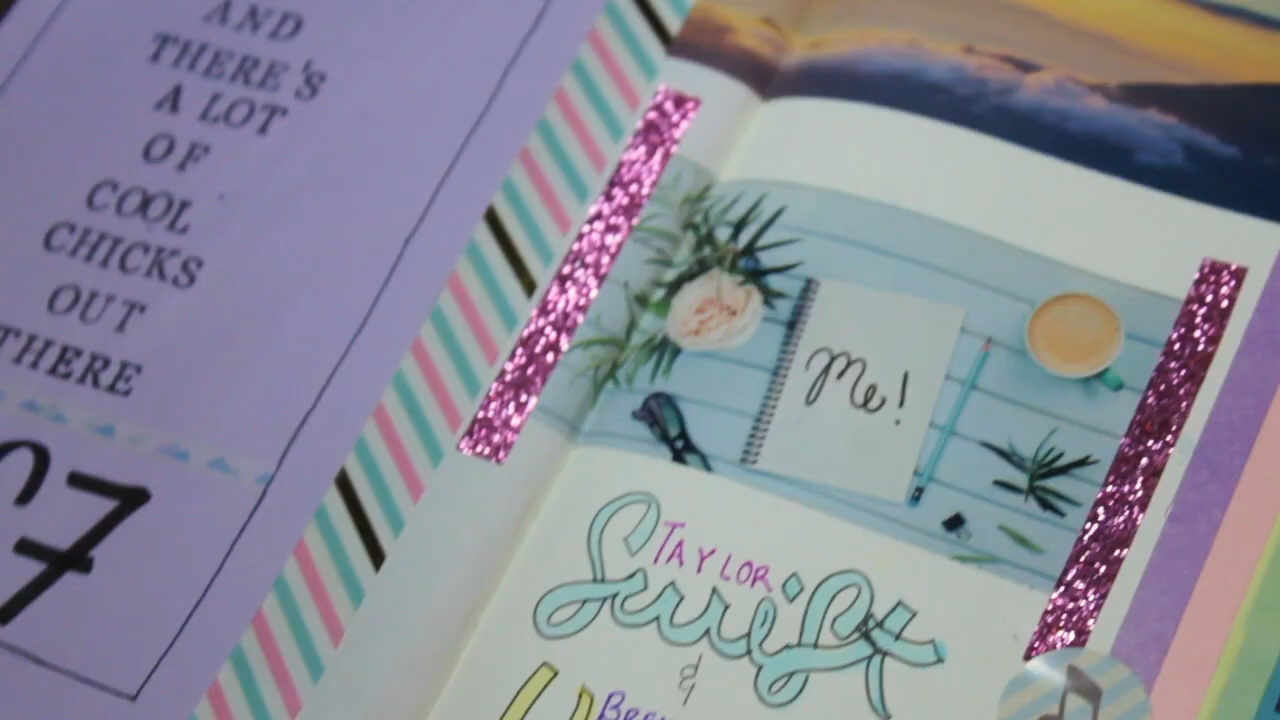 AND
THERE'S
A LOT
OF
COOL
CHICKS
OUT
THERE
7
Me!
TAYLOR
Swift
&